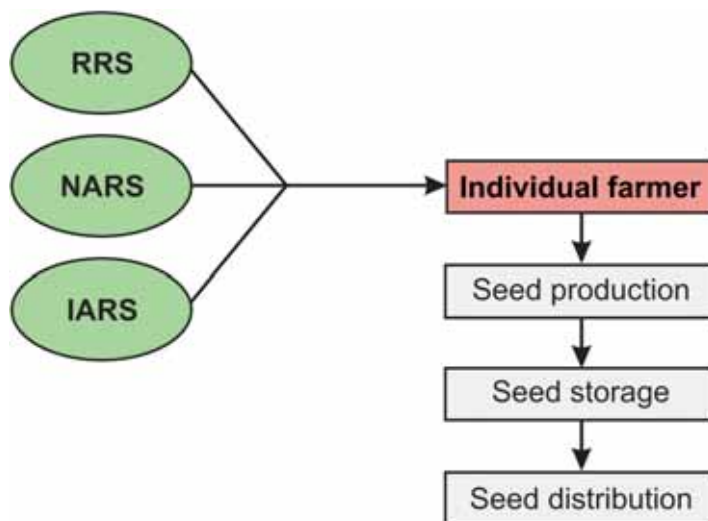 RRS
NARS
IARS
Individual farmer
Seed production
Seed storage
Seed distribution